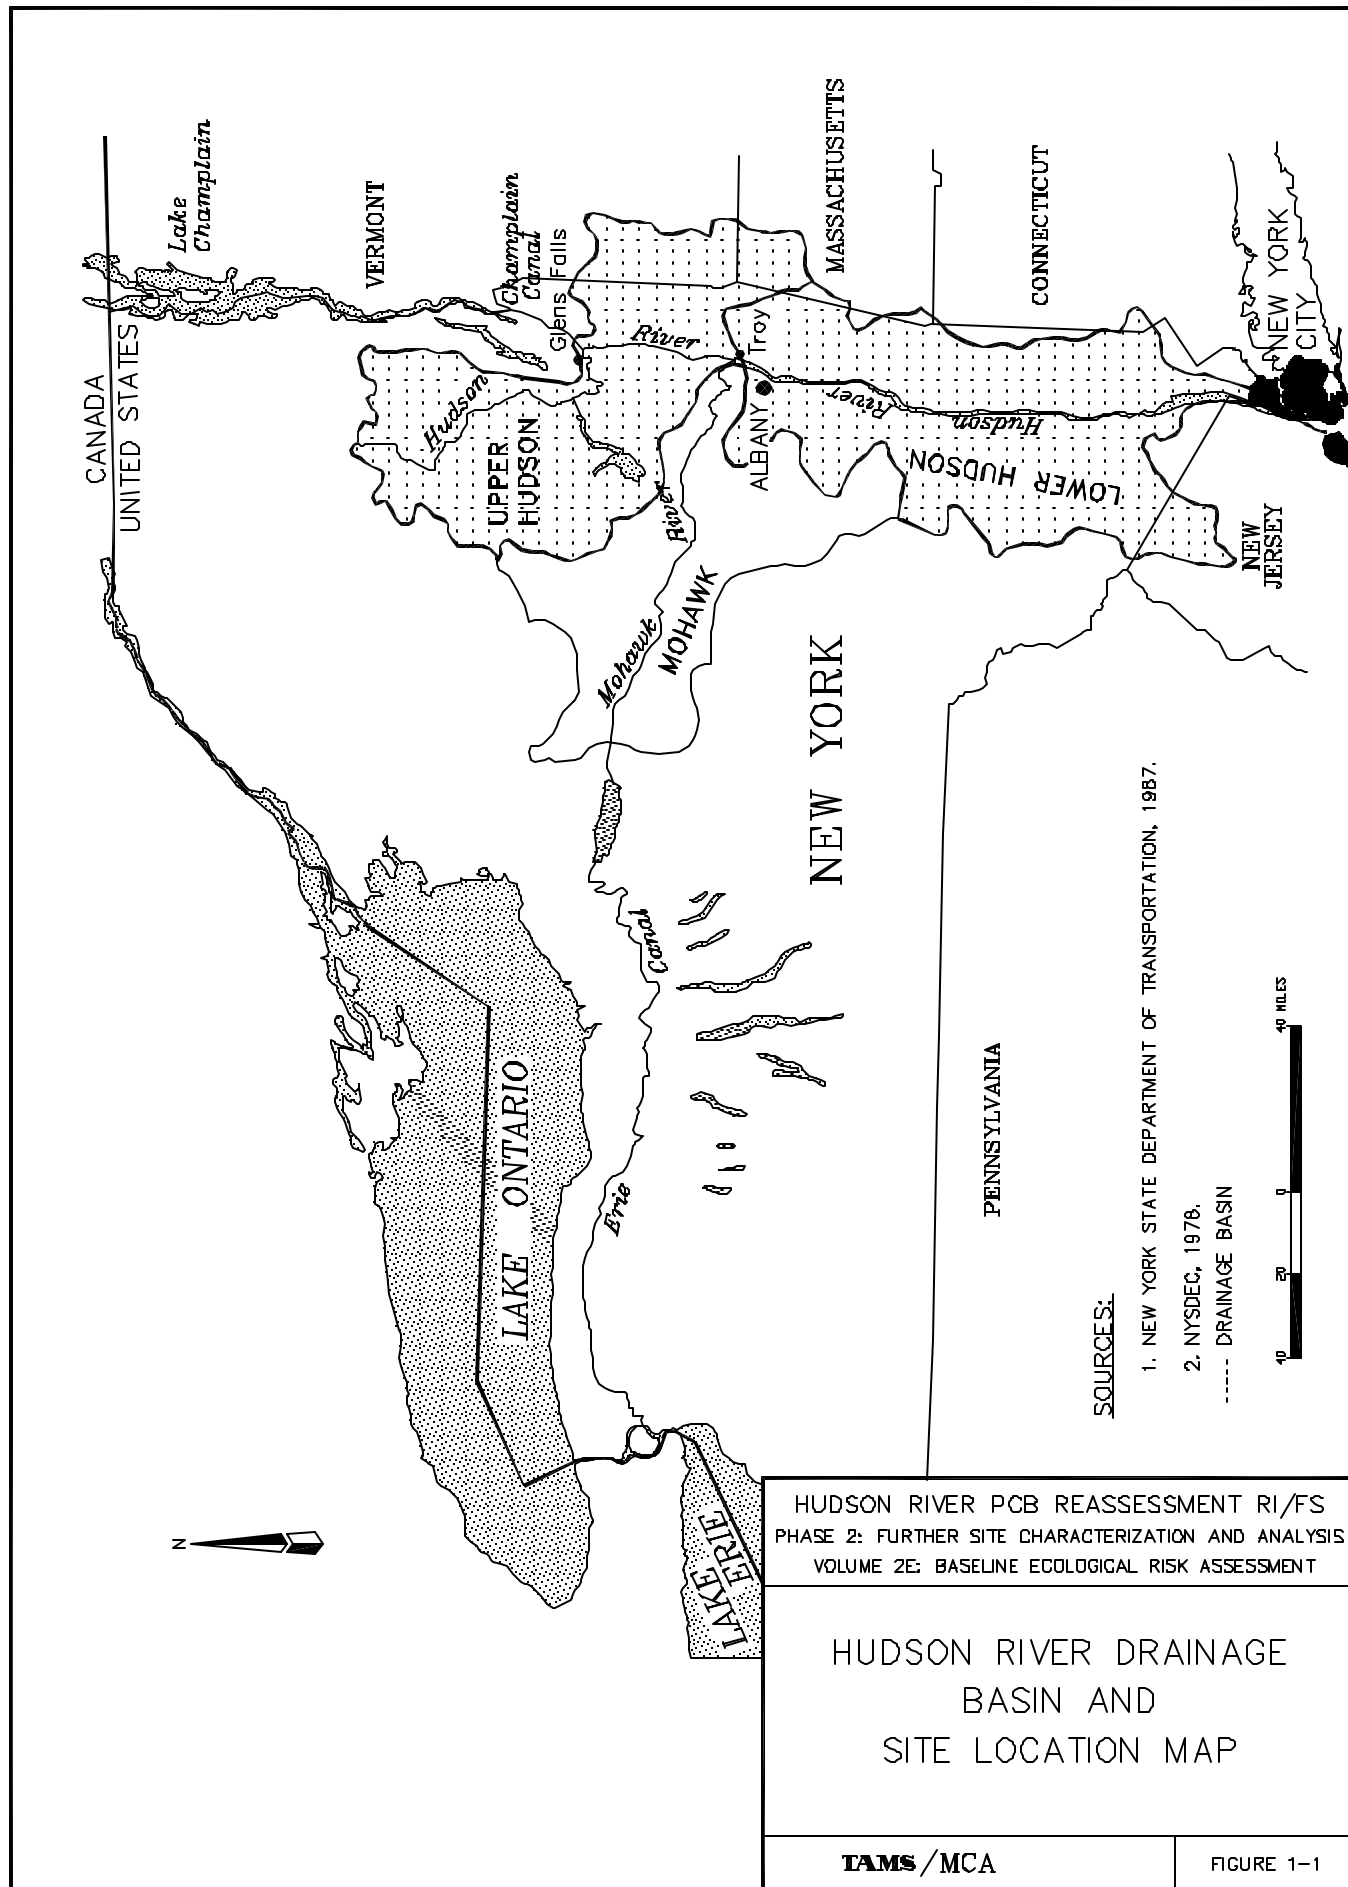 CANADA
UNITED STATES
Lake
Champlain
VERMONT
Champlain
Canal
Glens Falls
MASSACHUSETTS
CONNECTICUT
NEW YORK
CITY
Hudson
River
UPPER
HUDSON
Troy
ALBANY
Hudson
River
LOWER HUDSON
NEW
JERSEY
Mohawk
River
MOHAWK
NEW YORK
LAKE ONTARIO
Erie
Canal
PENNSYLVANIA
LAKE
ERIE
N
SOURCES:
1. NEW YORK STATE DEPARTMENT OF TRANSPORTATION, 1987.
2. NYSDEC, 1978.
----- DRAINAGE BASIN
40 20 0 40 MILES
HUDSON RIVER PCB REASSESSMENT RI/FS
PHASE 2: FURTHER SITE CHARACTERIZATION AND ANALYSIS
VOLUME 2E: BASELINE ECOLOGICAL RISK ASSESSMENT
HUDSON RIVER DRAINAGE
BASIN AND
SITE LOCATION MAP
TAMS/MCA
FIGURE 1-1